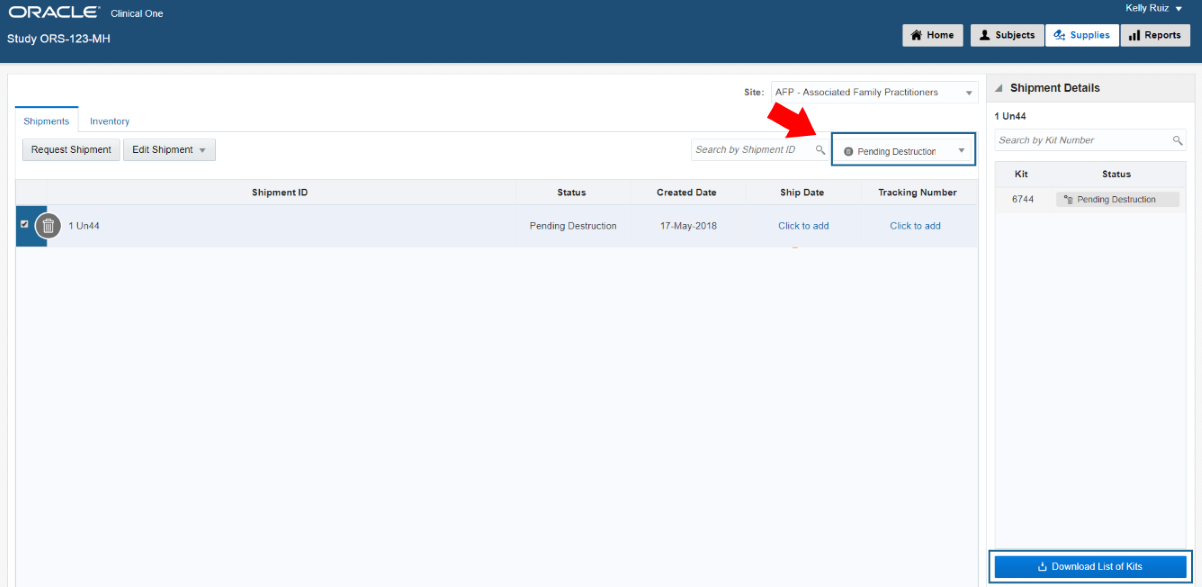 ORACLE Clinical One
Kelly Ruiz
Study ORS-123-MH
Home Subjects Supplies Reports
Site: AFP - Associated Family Practitioners
Shipments Inventory
Request Shipment Edit Shipment Search by Shipment ID Pending Destruction
Shipment ID Status Created Date Ship Date Tracking Number
1 Un44 Pending Destruction 17-May-2018 Click to add Click to add
Shipment Details
1 Un44
Search by Kit Number
Kit Status
6744 Pending Destruction
Download List of Kits